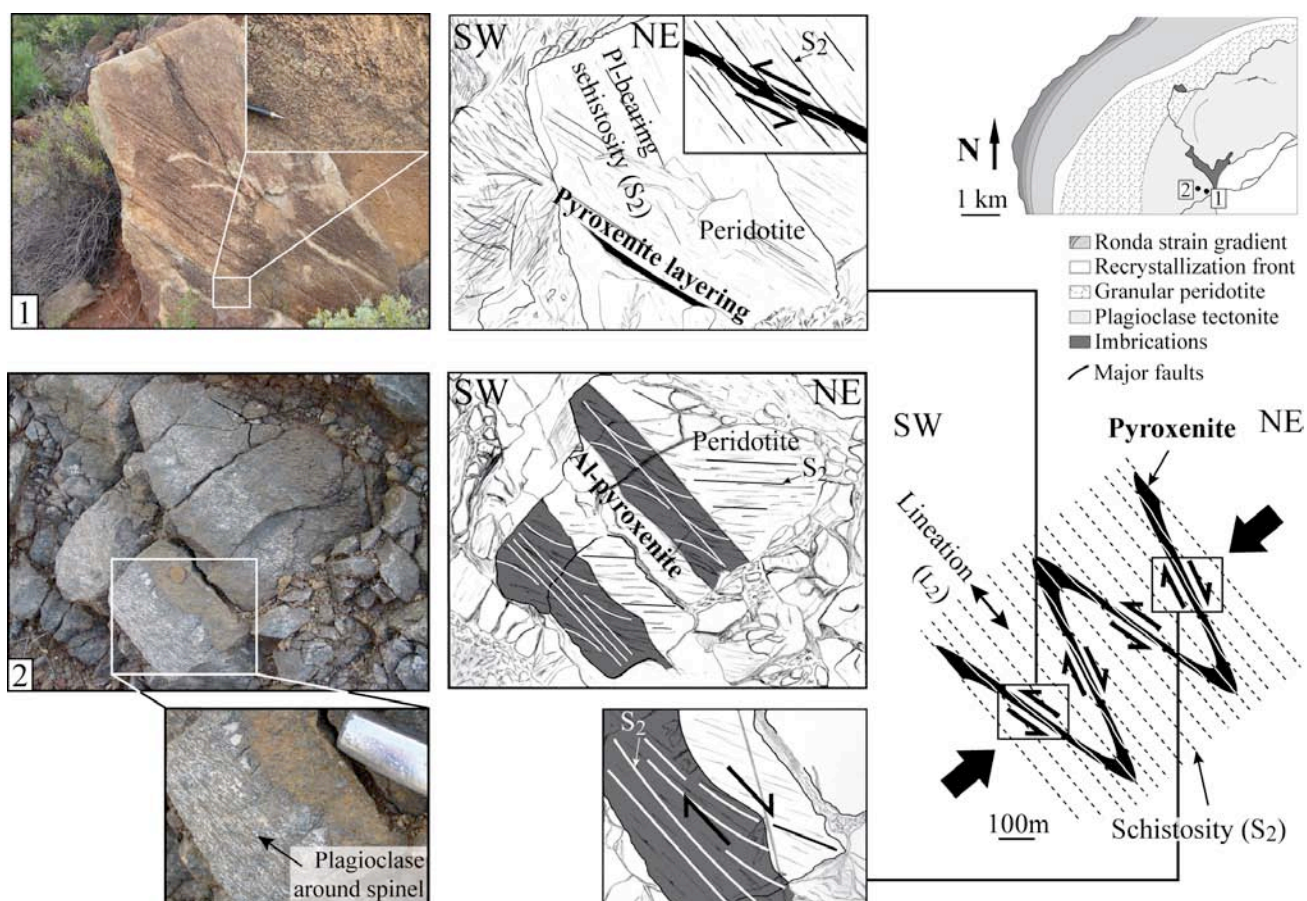 SW NE
S2
Pl-bearing
schistosity (S2)
Peridotite
Pyroxenite layering
1
N
1 km
2
1
Ronda strain gradient
Recrystallization front
Granular peridotite
Plagioclase tectonite
Imbrications
Major faults
SW NE
Peridotite
S2
Al-pyroxenite
2
Plagioclase
around spinel
S2
SW NE
Pyroxenite
Lineation
(L2)
100m
Schistosity (S2)